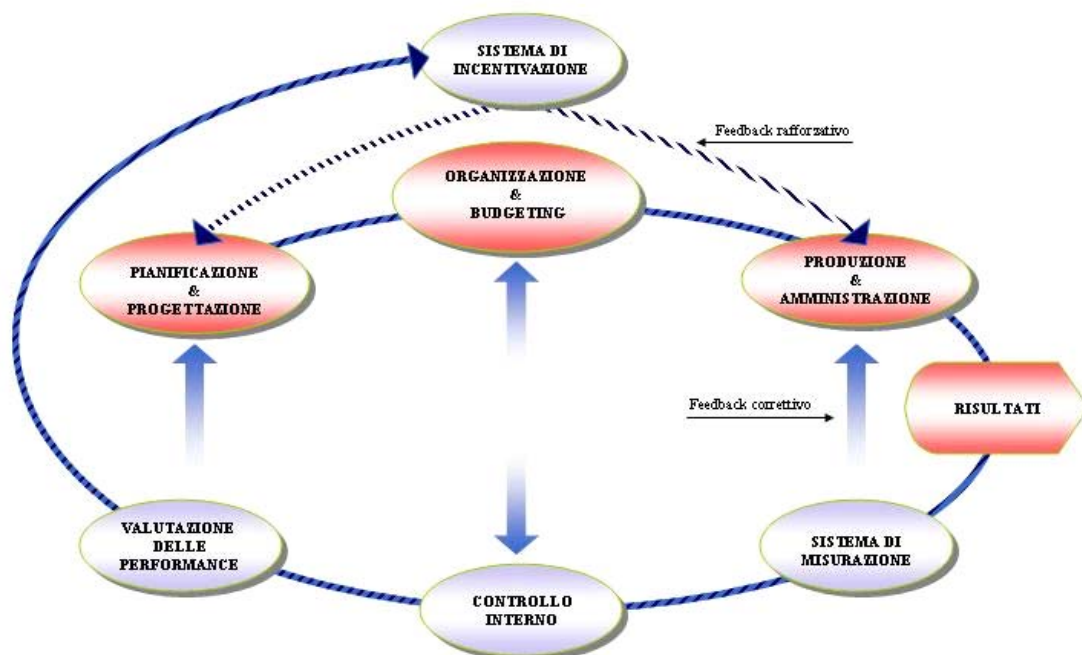 SISTEMA DI
INCENTIVAZIONE
Feedback rafforzativo
ORGANIZZAZIONE
&
BUDGETING
PIANIFICAZIONE
&
PROGETTAZIONE
PRODUZIONE
&
AMMINISTRAZIONE
Feedback correttivo
RISULTATI
VALUTAZIONE
DELLE
PERFORMANCE
SISTEMA DI
MISURAZIONE
CONTROLLO
INTERNO